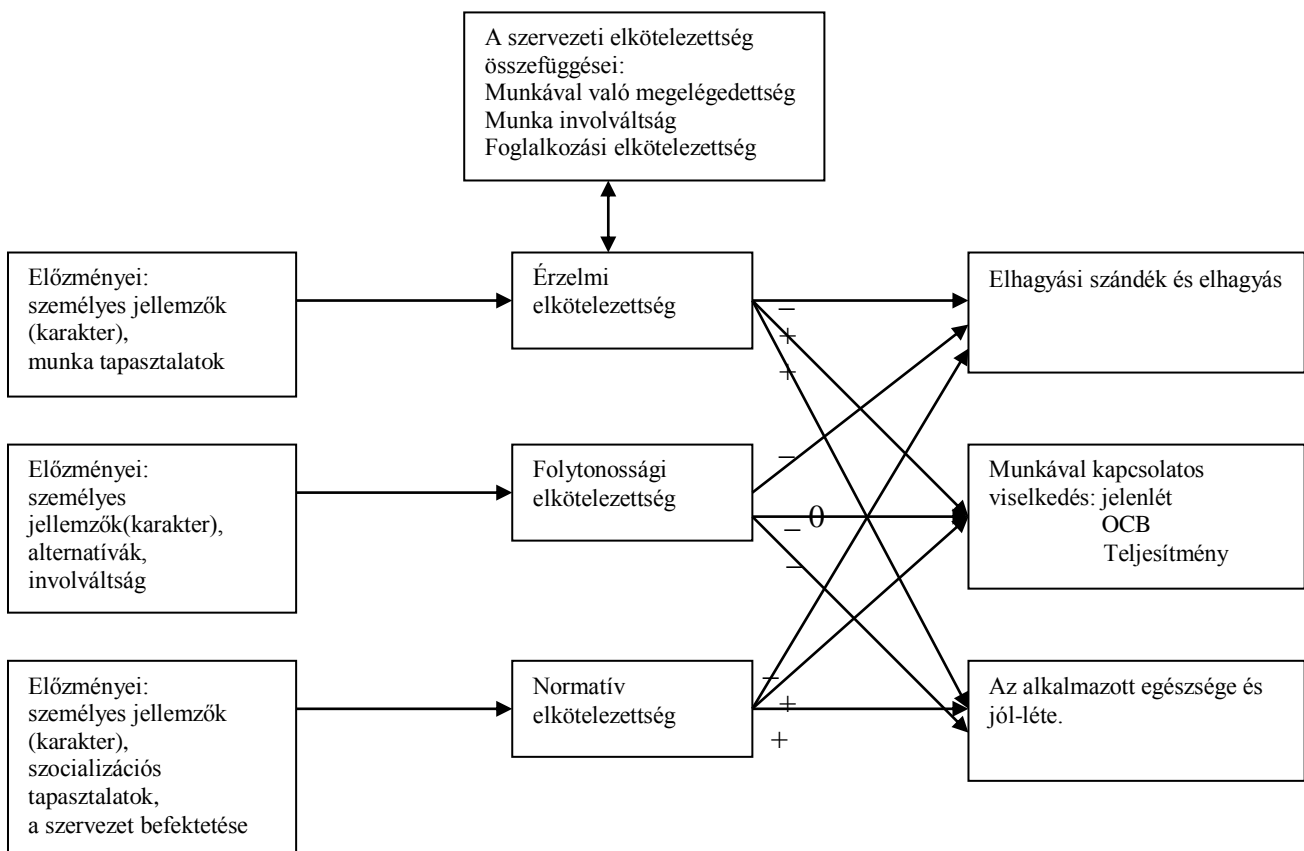 A szervezeti elkötelezettség
összefüggései:
Munkával való megelégedettség
Munka involváltság
Foglalkozási elkötelezettség
Előzményei:
személyes jellemzők
(karakter),
munka tapasztalatok
Érzelmi
elkötelezettség
Elhagyási szándék és elhagyás
–
+
+
Előzményei:
személyes
jellemzők(karakter),
alternatívák,
involváltság
Folytonossági
elkötelezettség
Munkával kapcsolatos
viselkedés: jelenlét
OCB
Teljesítmény
–
– 0
–
Előzményei:
személyes jellemzők
(karakter),
szocializációs
tapasztalatok,
a szervezet befektetése
Normatív
elkötelezettség
Az alkalmazott egészsége és
jól-léte.
–
+
+